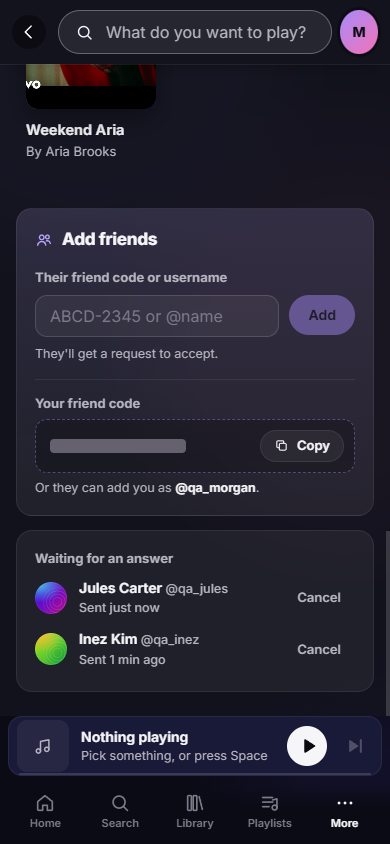 What do you want to play?
M
vo
Weekend Aria
By Aria Brooks
Add friends
Their friend code or username
ABCD-2345 or @name
Add
They'll get a request to accept.
Your friend code
Copy
Or they can add you as @qa_morgan.
Waiting for an answer
Jules Carter @qa_jules
Sent just now
Cancel
Inez Kim @qa_inez
Sent 1 min ago
Cancel
Nothing playing
Pick something, or press Space
Home
Search
Library
Playlists
More